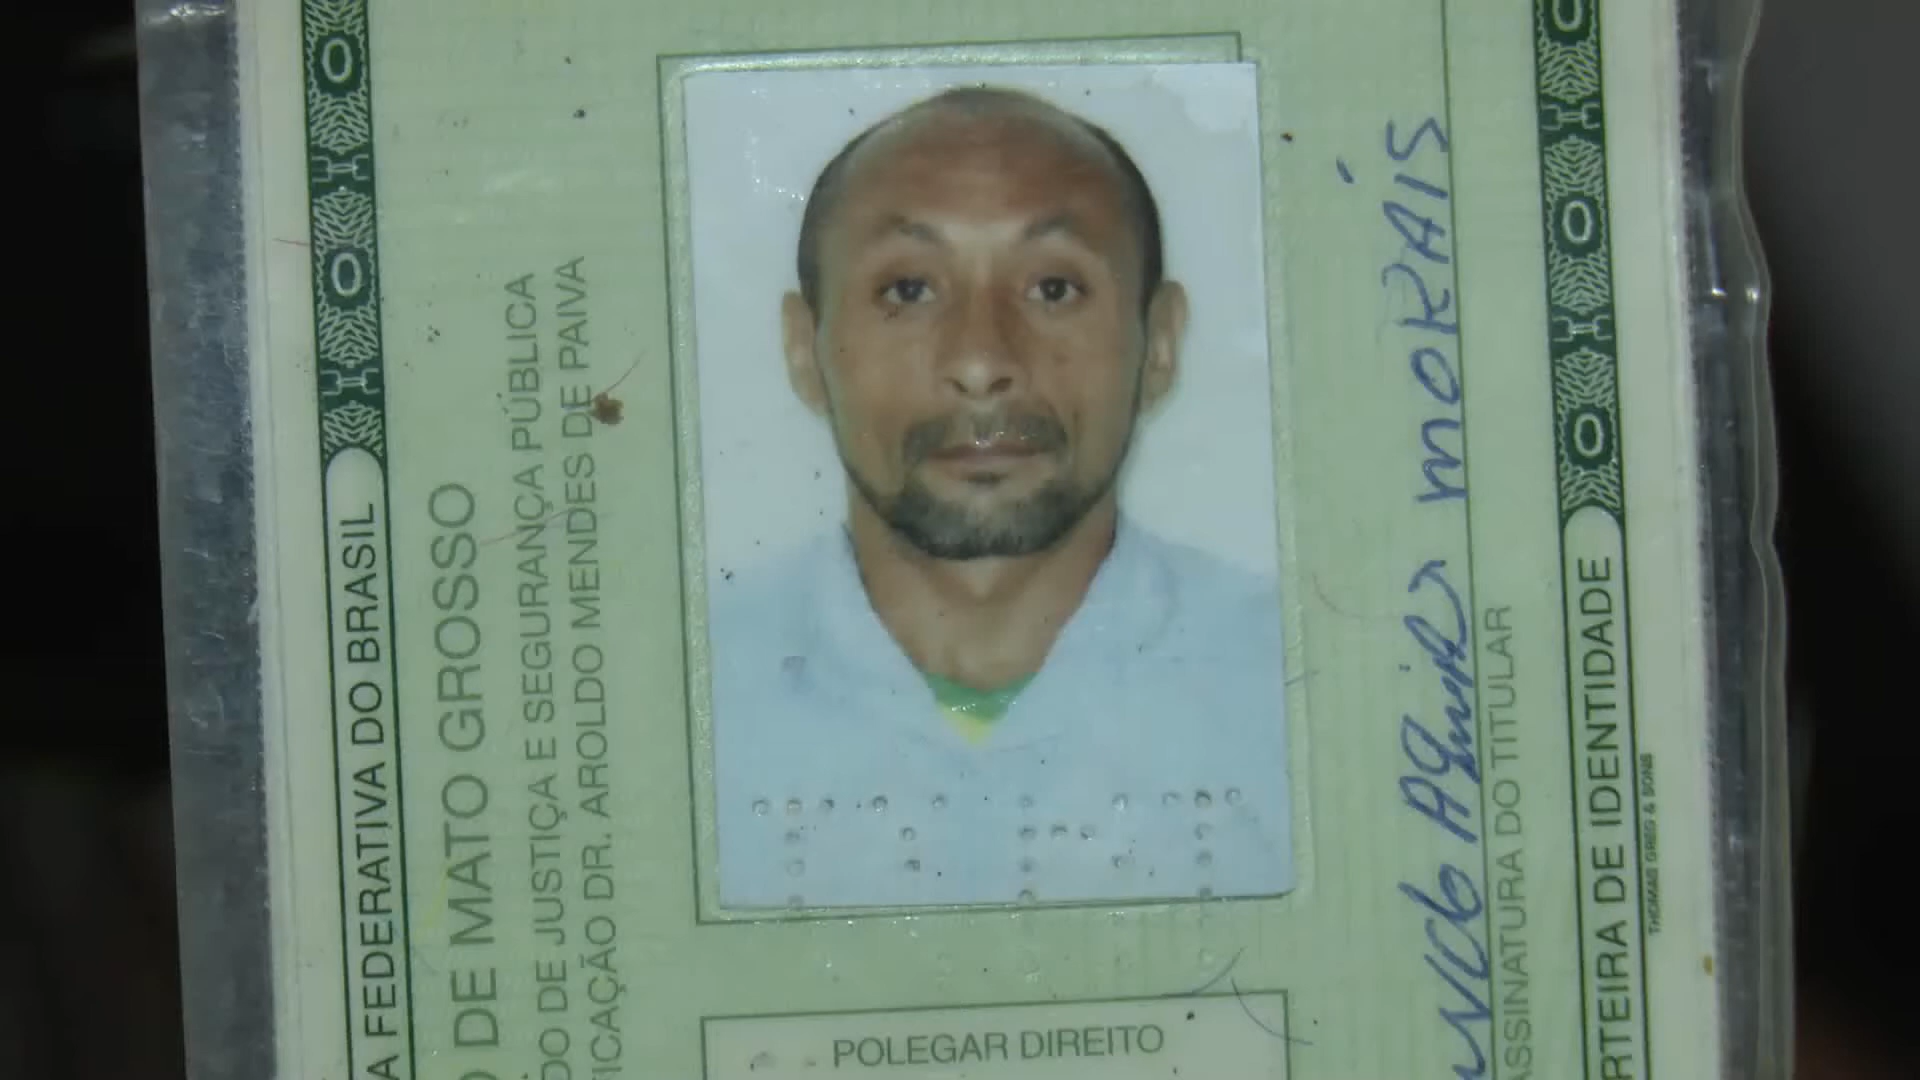 A FEDERATIVA DO BRASIL
O DE MATO GROSSO
DO DE JUSTIÇA E SEGURANÇA PÚBLICA
FICAÇÃO DR. AROLDO MENDES DE PAIVA
POLEGAR DIREITO
MORAIS
ASSINATURA DO TITULAR
RTEIRA DE IDENTIDADE
THOMAS GREG & SONS